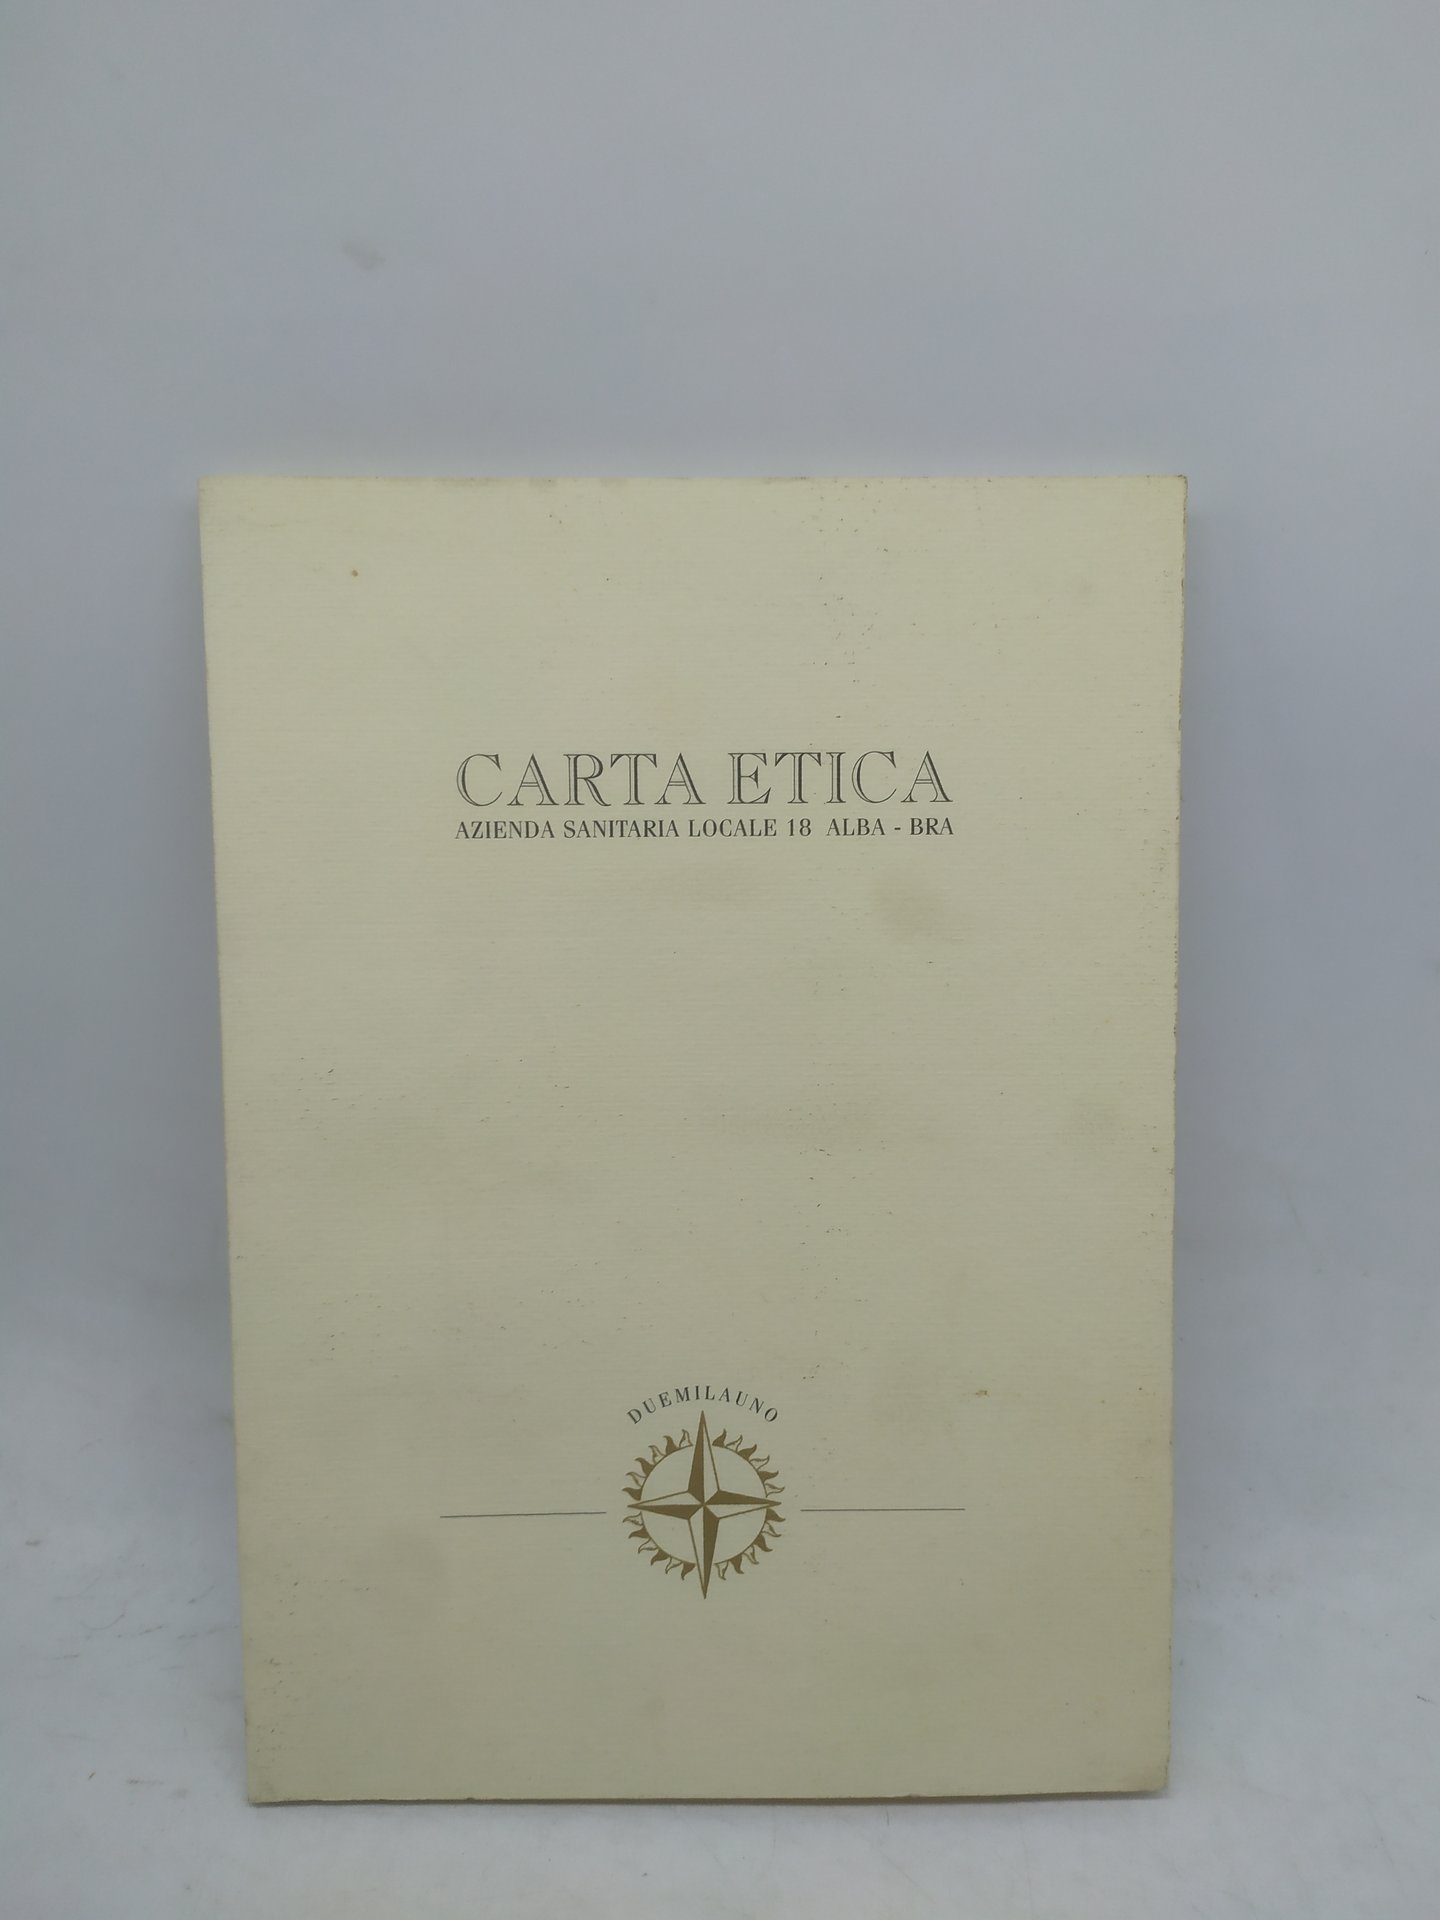 CARTA ETICA
AZIENDA SANITARIA LOCALE 18 ALBA - BRA
DUEMILAUNO